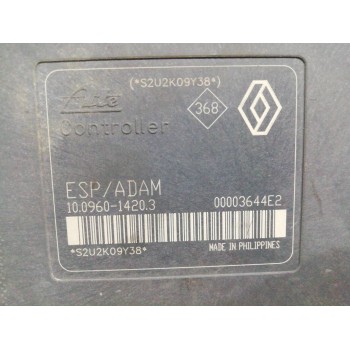 (*S2U2K09Y38*)
Ate
368
Controller
ESP/ADAM
10.0960-1420.3
00003644E2
MADE IN PHILIPPINES
*S2U2K09Y38*